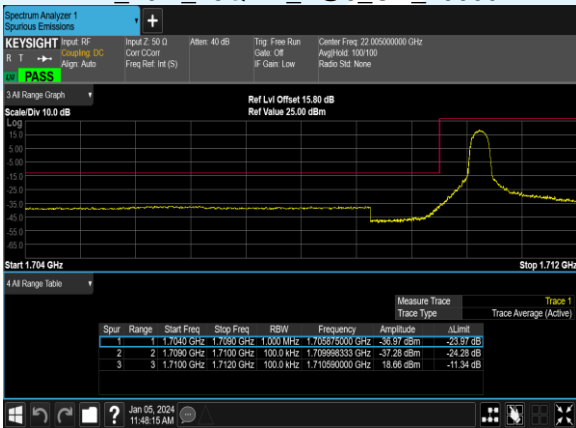 Spectrum Analyzer 1
Spurious Emissions
KEYSIGHT Input: RF Input Z: 50 Ω Atten: 40 dB Trig: Free Run Center Freq: 22.005000000 GHz
R T Coupling: DC Corr CCorr Gate: Off Avg|Hold: 100/100
Align: Auto Freq Ref: Int (S) IF Gain: Low Radio Std: None
PASS
3 All Range Graph
Ref Lvl Offset 15.80 dB
Scale/Div 10.0 dB Ref Value 25.00 dBm
Log
15.0
5.00
-5.00
-15.0
-25.0
-35.0
-45.0
-55.0
-65.0
Start 1.704 GHz Stop 1.712 GHz
4 All Range Table
Measure Trace Trace 1
Trace Type Trace Average (Active)
Spur Range Start Freq Stop Freq RBW Frequency Amplitude ΔLimit
1 1 1.7040 GHz 1.7090 GHz 1.000 MHz 1.705875000 GHz -36.97 dBm -23.97 dB
2 2 1.7090 GHz 1.7100 GHz 100.0 kHz 1.709998333 GHz -37.28 dBm -24.28 dB
3 3 1.7100 GHz 1.7120 GHz 100.0 kHz 1.710590000 GHz 18.66 dBm -11.34 dB
Jan 05, 2024
11:48:15 AM